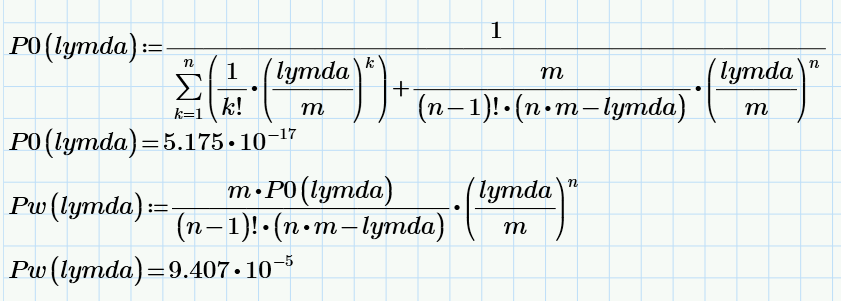 P0(lymda):=1/(∑_{k=1}^{n}(1/k!·(lymda/m)^k)+m/((n−1)!·(n·m−lymda))·(lymda/m)^n)
P0(lymda)=5.175·10^−17
Pw(lymda):=m·P0(lymda)/((n−1)!·(n·m−lymda))·(lymda/m)^n
Pw(lymda)=9.407·10^−5